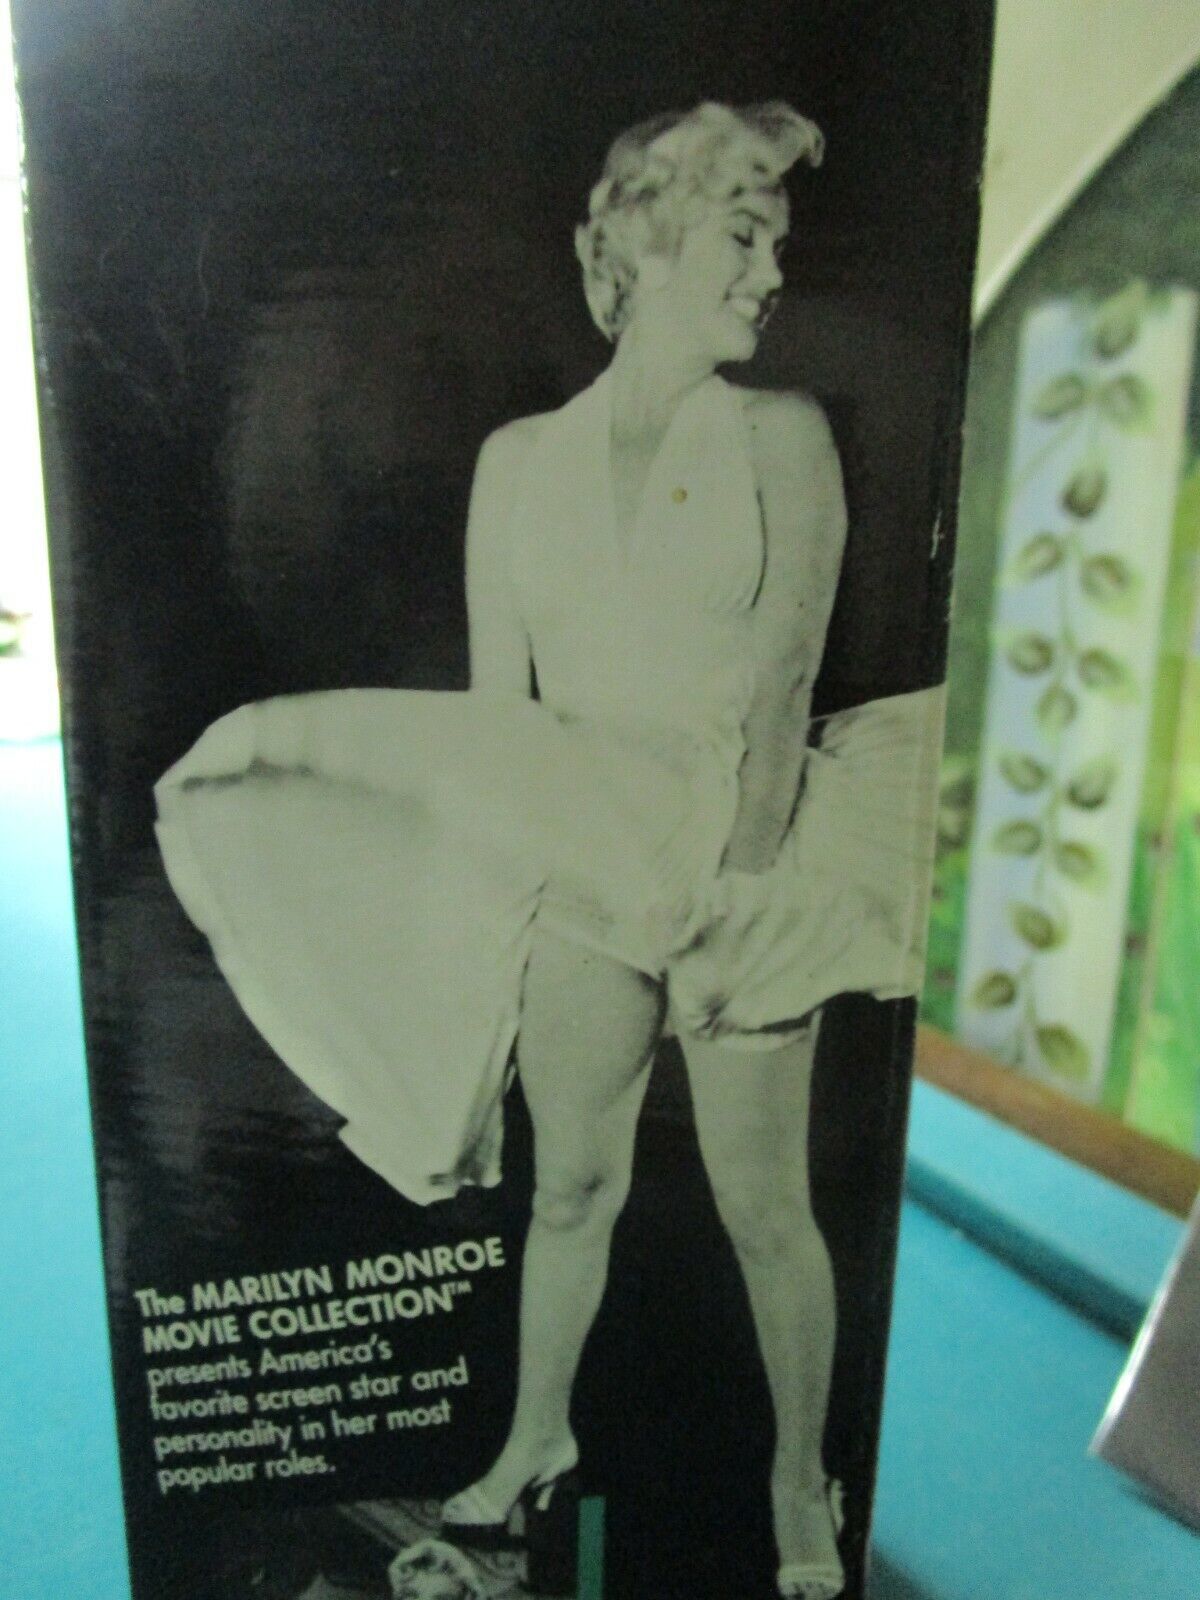 The MARILYN MONROE
MOVIE COLLECTION™
presents America's
favorite screen star and
personality in her most
popular roles.